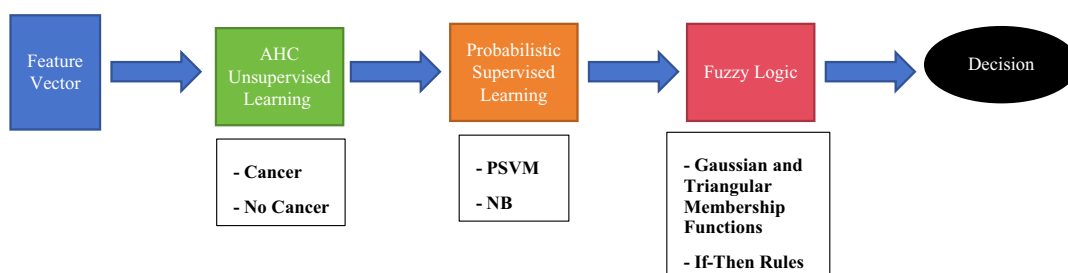 Feature
Vector
AHC
Unsupervised
Learning
Probabilistic
Supervised
Learning
Fuzzy Logic
Decision
- Cancer
- No Cancer
- PSVM
- NB
- Gaussian and
Triangular
Membership
Functions
- If-Then Rules